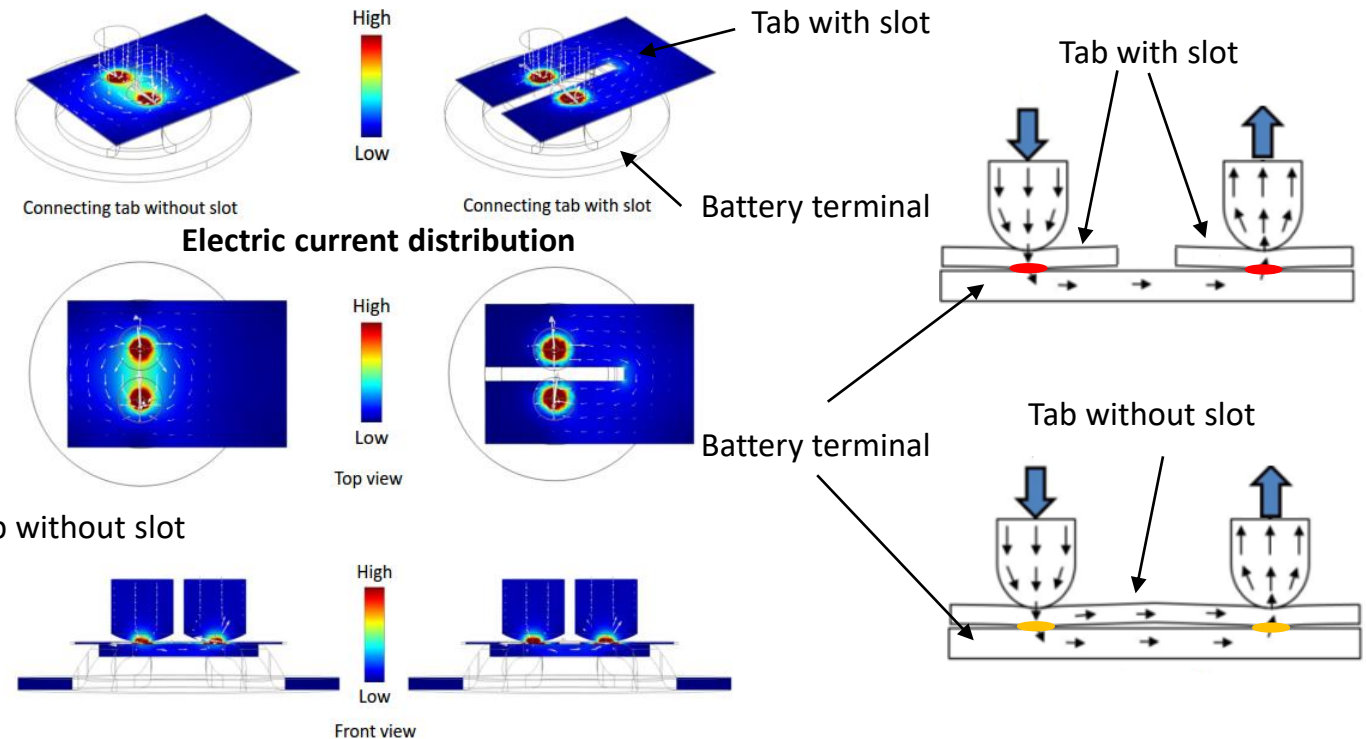 High
Low
Connecting tab without slot
Connecting tab with slot
Tab with slot
Battery terminal
Electric current distribution
High
Low
Top view
b without slot
High
Low
Front view
Tab with slot
Battery terminal
Tab without slot